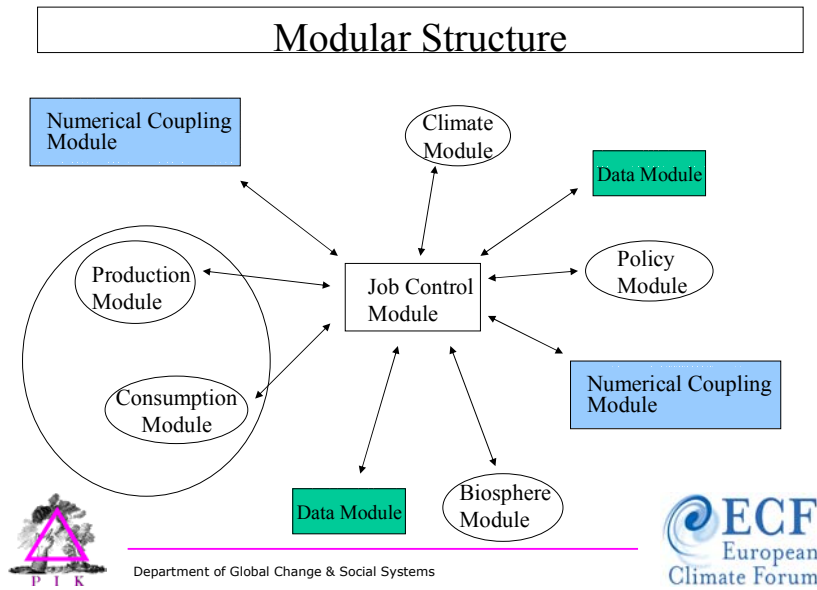 Modular Structure
Numerical Coupling
Module
Climate
Module
Data Module
Production
Module
Job Control
Module
Policy
Module
Consumption
Module
Numerical Coupling
Module
Data Module
Biosphere
Module
P I K
Department of Global Change & Social Systems
ECF
European
Climate Forum